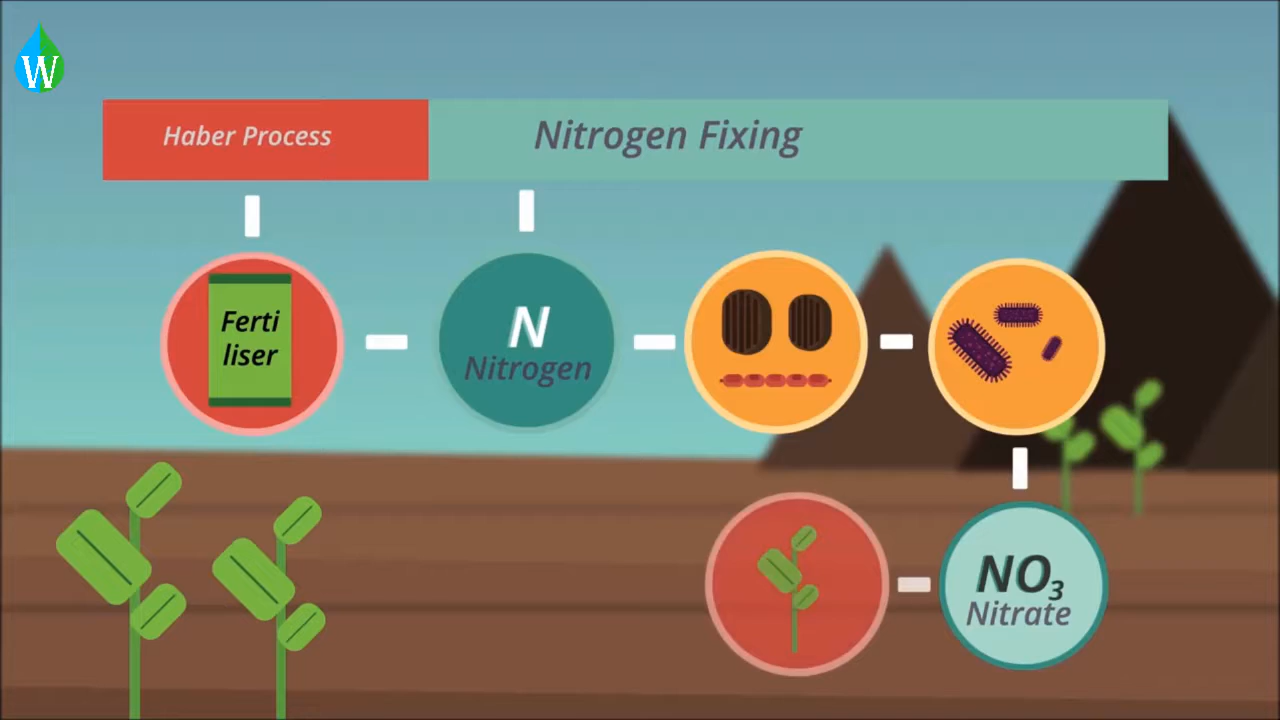 W
Haber Process
Nitrogen Fixing
Ferti
liser
N
Nitrogen
NO₃
Nitrate